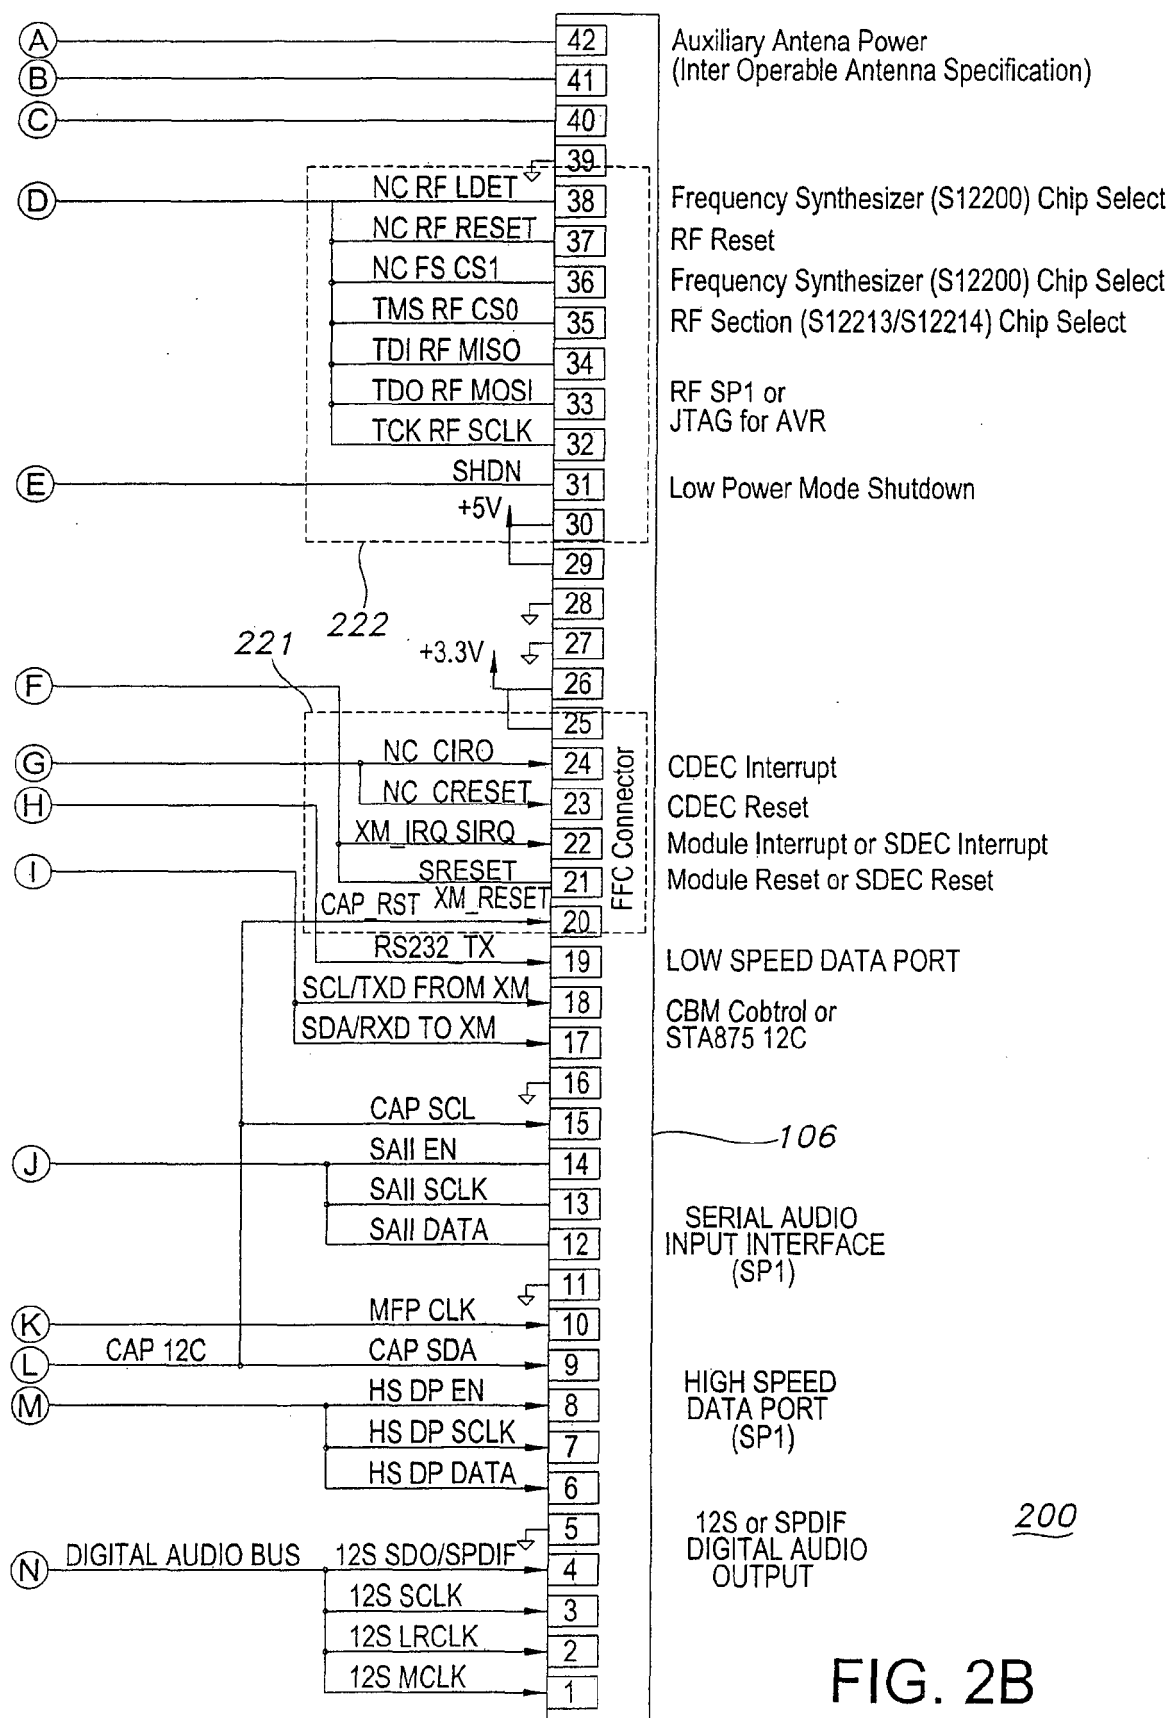 A 42 Auxiliary Antena Power
B 41 (Inter Operable Antenna Specification)
C 40
39
D NC RF LDET 38 Frequency Synthesizer (S12200) Chip Select
NC RF RESET 37 RF Reset
NC FS CS1 36 Frequency Synthesizer (S12200) Chip Select
TMS RF CS0 35 RF Section (S12213/S12214) Chip Select
TDI RF MISO 34
TDO RF MOSI 33 RF SP1 or
JTAG for AVR
TCK RF SCLK 32
E SHDN 31 Low Power Mode Shutdown
+5V 30
29
222
28
221
27
+3.3V
F 26
25
G NC CIRO 24 CDEC Interrupt
H NC CRESET 23 CDEC Reset
XM_IRQ SIRQ 22 Module Interrupt or SDEC Interrupt
I SRESET 21 Module Reset or SDEC Reset
FFC Connector
CAP_RST XM_RESET 20
RS232 TX 19 LOW SPEED DATA PORT
SCL/TXD FROM XM 18 CBM Cobtrol or
SDA/RXD TO XM 17 STA875 12C
16
CAP SCL 15
106
J SAII EN 14
SAII SCLK 13 SERIAL AUDIO
SAII DATA 12 INPUT INTERFACE
(SP1)
11
K MFP CLK 10
L CAP 12C CAP SDA 9
M HS DP EN 8 HIGH SPEED
DATA PORT
HS DP SCLK 7 (SP1)
HS DP DATA 6
5 12S or SPDIF
200
DIGITAL AUDIO
N DIGITAL AUDIO BUS 12S SDO/SPDIF 4 OUTPUT
12S SCLK 3
12S LRCLK 2
12S MCLK 1
FIG. 2B